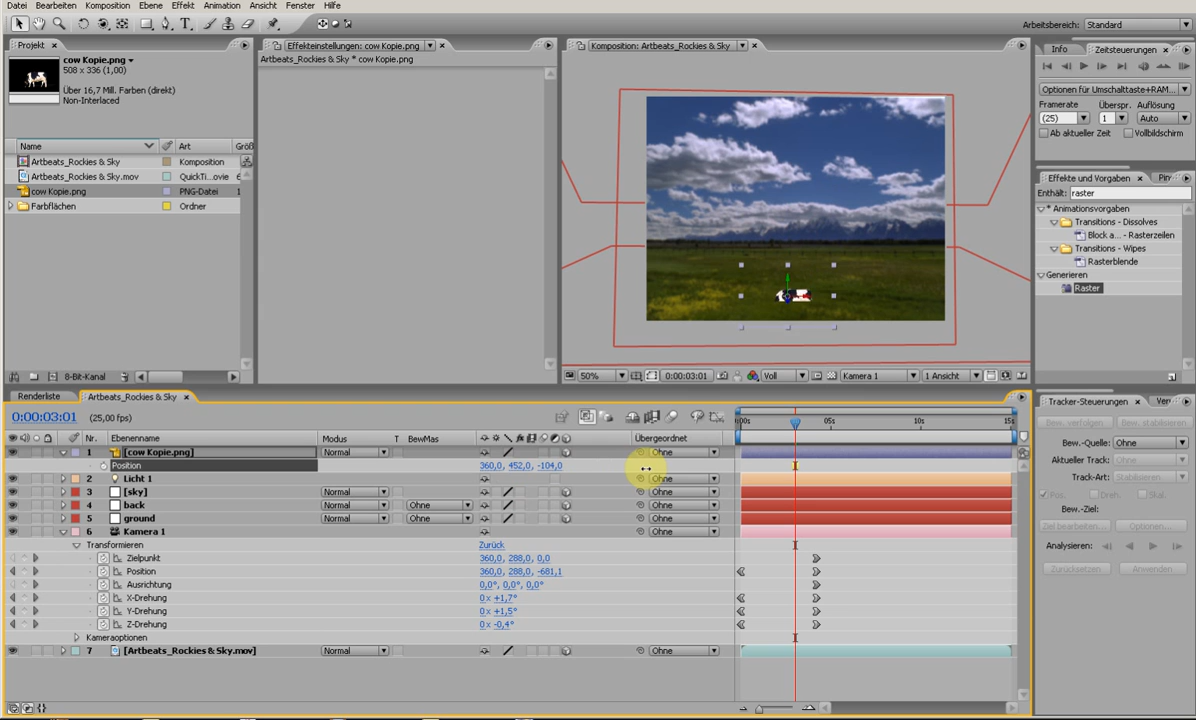 Datei Bearbeiten Komposition Ebene Effekt Animation Ansicht Fenster Hilfe
Arbeitsbereich: Standard
Projekt
cow Kopie.png
508 x 336 (1,00)
Über 16,7 Mill. Farben (direkt)
Non-Interlaced
Name Art Größ
Artbeats_Rockies & Sky Komposition
Artbeats_Rockies & Sky.mov QuickTi...ovie
cow Kopie.png PNG-Datei 1
Farbflächen Ordner
8-Bit-Kanal
Effekteinstellungen: cow Kopie.png
Artbeats_Rockies & Sky * cow Kopie.png
Komposition: Artbeats_Rockies & Sky
50% 0:00:03:01 Voll Kamera 1 1 Ansicht
Info Zeitsteuerungen
Optionen für Umschalttaste+RAM...
Framerate Überspr. Auflösung
(25) 1 Auto
Ab aktueller Zeit Vollbildschirm
Effekte und Vorgaben
Enthält: raster
* Animationsvorgaben
Transitions - Dissolves
Block a... - Rasterzeilen
Transitions - Wipes
Rasterblende
Generieren
Raster
Renderliste Artbeats_Rockies & Sky
0:00:03:01 (25,00 fps)
05s 15s
Nr. Ebenenname Modus T BewMas Übergeordnet
1 [cow Kopie.png] Normal Ohne
Position 360,0, 452,0, -104,0
2 Licht 1 Ohne
3 [sky] Normal Ohne
4 back Normal Ohne Ohne
5 ground Normal Ohne Ohne
6 Kamera 1 Ohne
Transformieren Zurück
Zielpunkt 360,0, 288,0, 0,0
Position 360,0, 288,0, -681,1
Ausrichtung 0,0°, 0,0°, 0,0°
X-Drehung 0 x +1,7°
Y-Drehung 0 x +1,5°
Z-Drehung 0 x -0,4°
Kameraoptionen
7 [Artbeats_Rockies & Sky.mov] Normal Ohne
Tracker-Steuerungen
Bew. verfolgen Bew. stabilisieren
Bew.-Quelle: Ohne
Aktueller Track: Ohne
Track-Art: Stabilisieren
Pos. Dreh. Skal.
Bew.-Ziel:
Ziel bearbeiten... Optionen...
Analysieren:
Zurücksetzen Anwenden